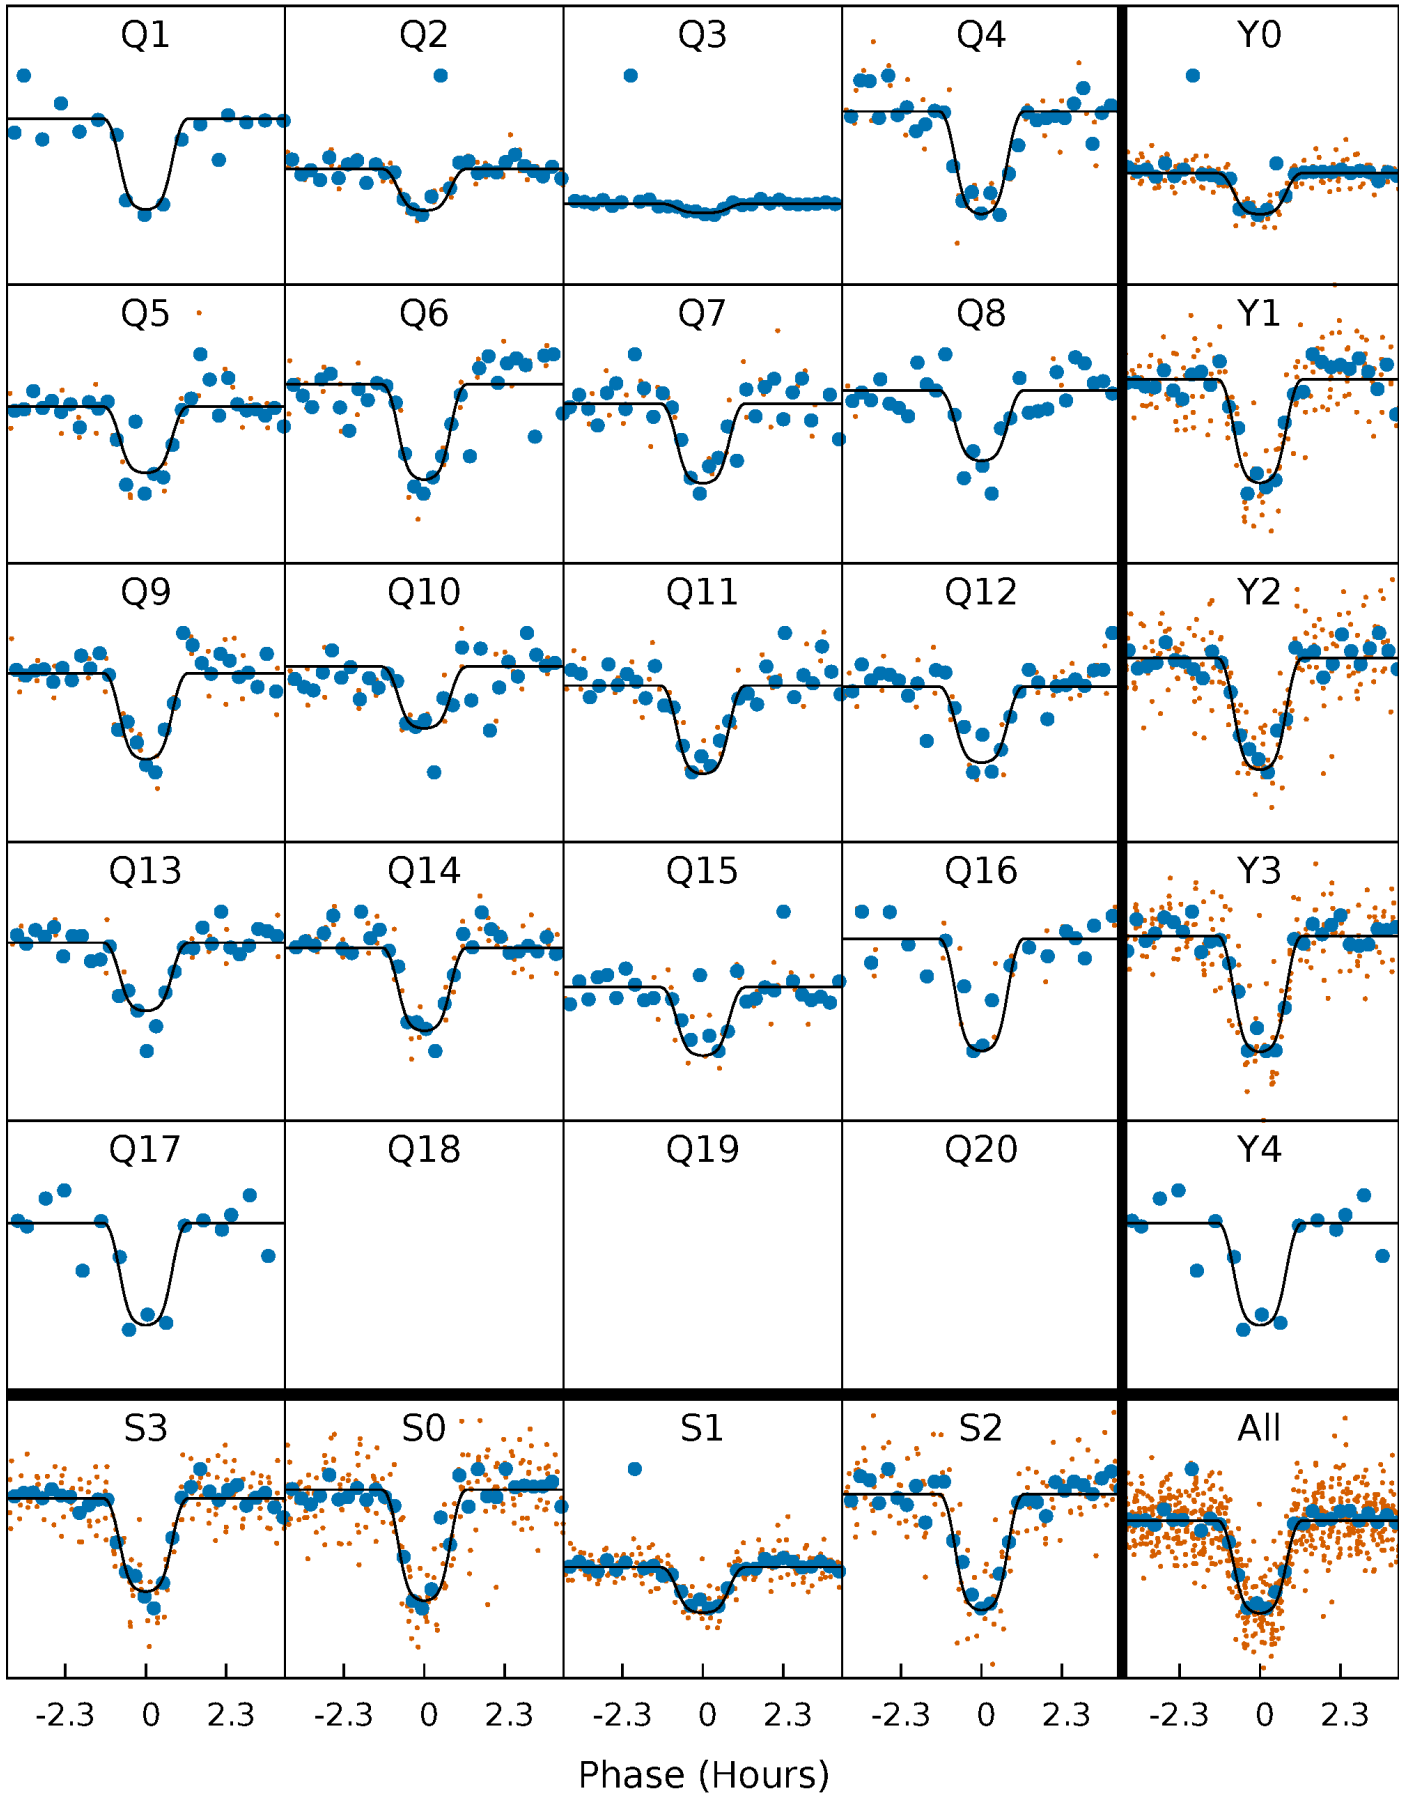 Q1 Q2 Q3 Q4 Y0
Q5 Q6 Q7 Q8 Y1
Q9 Q10 Q11 Q12 Y2
Q13 Q14 Q15 Q16 Y3
Q17 Q18 Q19 Q20 Y4
S3 S0 S1 S2 All
-2.3 0 2.3 -2.3 0 2.3 -2.3 0 2.3 -2.3 0 2.3 -2.3 0 2.3
Phase (Hours)